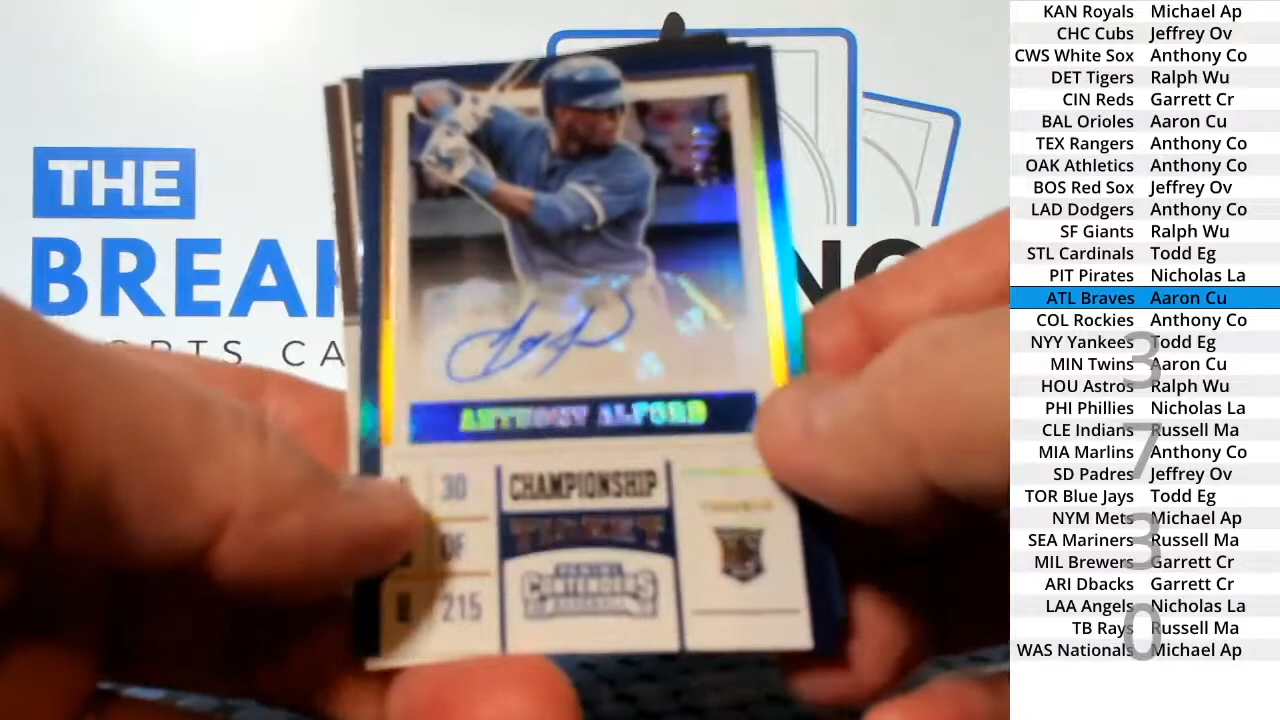 THE
BREAK
ORTS CA
ANTHONY ALFORD
30
CHAMPIONSHIP
TICKET
OF
215
PANINI
CONTENDERS
KAN Royals Michael Ap
CHC Cubs Jeffrey Ov
CWS White Sox Anthony Co
DET Tigers Ralph Wu
CIN Reds Garrett Cr
BAL Orioles Aaron Cu
TEX Rangers Anthony Co
OAK Athletics Anthony Co
BOS Red Sox Jeffrey Ov
LAD Dodgers Anthony Co
SF Giants Ralph Wu
STL Cardinals Todd Eg
PIT Pirates Nicholas La
ATL Braves Aaron Cu
COL Rockies Anthony Co
NYY Yankees Todd Eg
MIN Twins Aaron Cu
HOU Astros Ralph Wu
PHI Phillies Nicholas La
CLE Indians Russell Ma
MIA Marlins Anthony Co
SD Padres Jeffrey Ov
TOR Blue Jays Todd Eg
NYM Mets Michael Ap
SEA Mariners Russell Ma
MIL Brewers Garrett Cr
ARI Dbacks Garrett Cr
LAA Angels Nicholas La
TB Rays Russell Ma
WAS Nationals Michael Ap
3
7
3
0